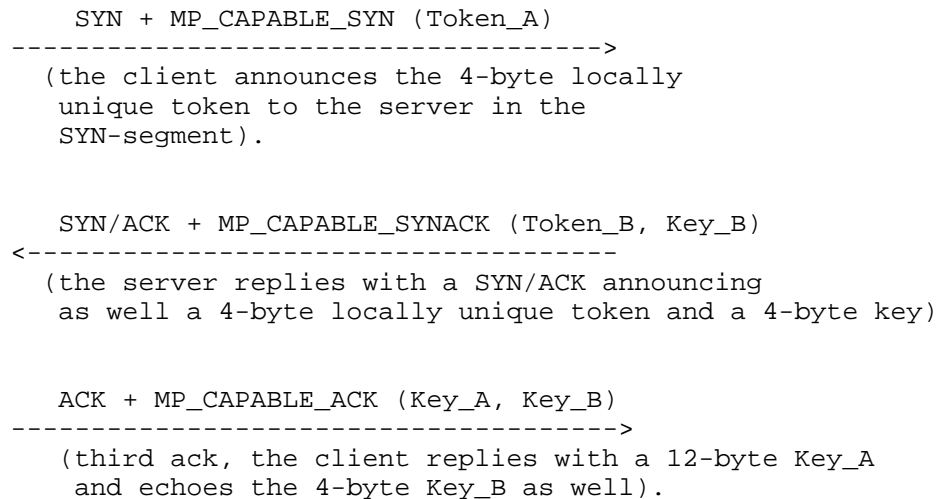 SYN + MP_CAPABLE_SYN (Token_A)
------------------------------------->
(the client announces the 4-byte locally
unique token to the server in the
SYN-segment).
SYN/ACK + MP_CAPABLE_SYNACK (Token_B, Key_B)
<-------------------------------------
(the server replies with a SYN/ACK announcing
as well a 4-byte locally unique token and a 4-byte key)
ACK + MP_CAPABLE_ACK (Key_A, Key_B)
-------------------------------------->
(third ack, the client replies with a 12-byte Key_A
and echoes the 4-byte Key_B as well).